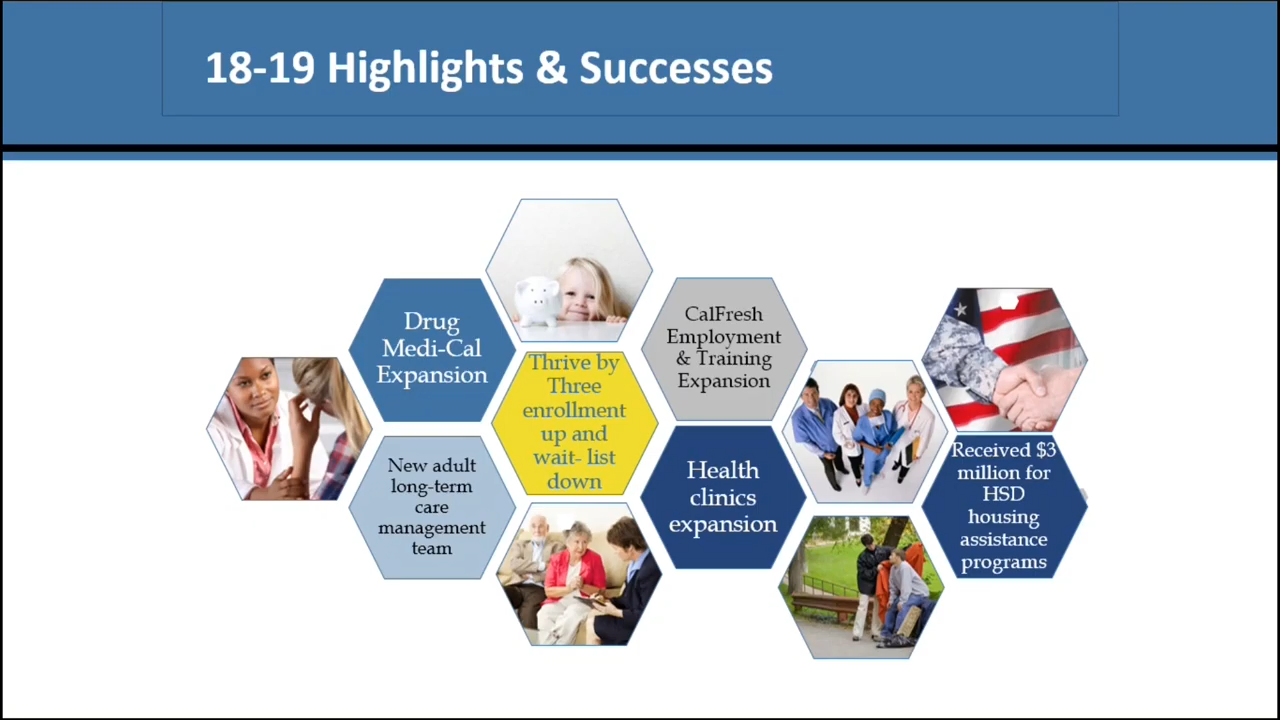 18-19 Highlights & Successes
Drug
Medi-Cal
Expansion
New adult
long-term
care
management
team
Thrive by
Three
enrollment
up and
wait- list
down
CalFresh
Employment
& Training
Expansion
Health
clinics
expansion
Received $3
million for
HSD
housing
assistance
programs